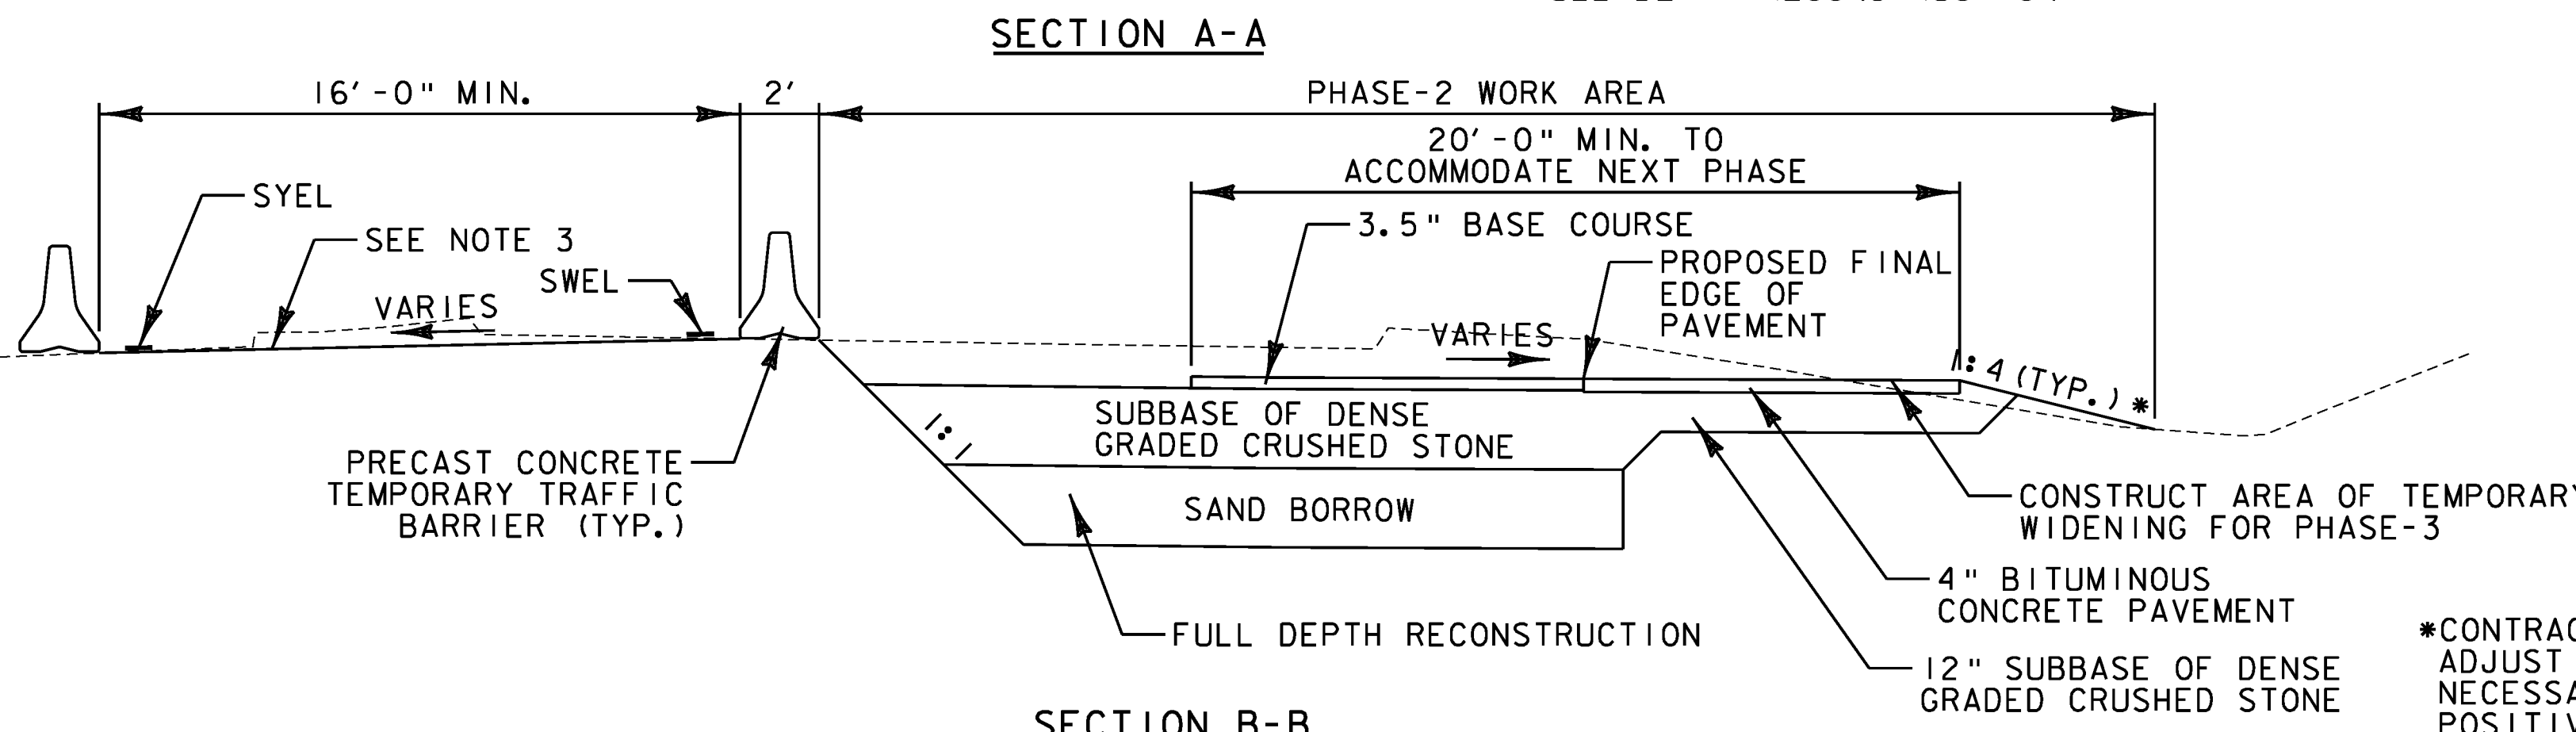 SECTION A-A
16'-0" MIN.
2'
PHASE-2 WORK AREA
20'-0" MIN. TO
ACCOMMODATE NEXT PHASE
SYEL
SEE NOTE 3
SWEL
VARIES
3.5" BASE COURSE
PROPOSED FINAL
EDGE OF
PAVEMENT
VARIES
1:4 (TYP.) *
1:1
SUBBASE OF DENSE
GRADED CRUSHED STONE
SAND BORROW
PRECAST CONCRETE
TEMPORARY TRAFFIC
BARRIER (TYP.)
FULL DEPTH RECONSTRUCTION
CONSTRUCT AREA OF TEMPORARY
WIDENING FOR PHASE-3
4" BITUMINOUS
CONCRETE PAVEMENT
12" SUBBASE OF DENSE
GRADED CRUSHED STONE
*CONTRAC
ADJUST
NECESSA
POSITIV
SECTION B-B